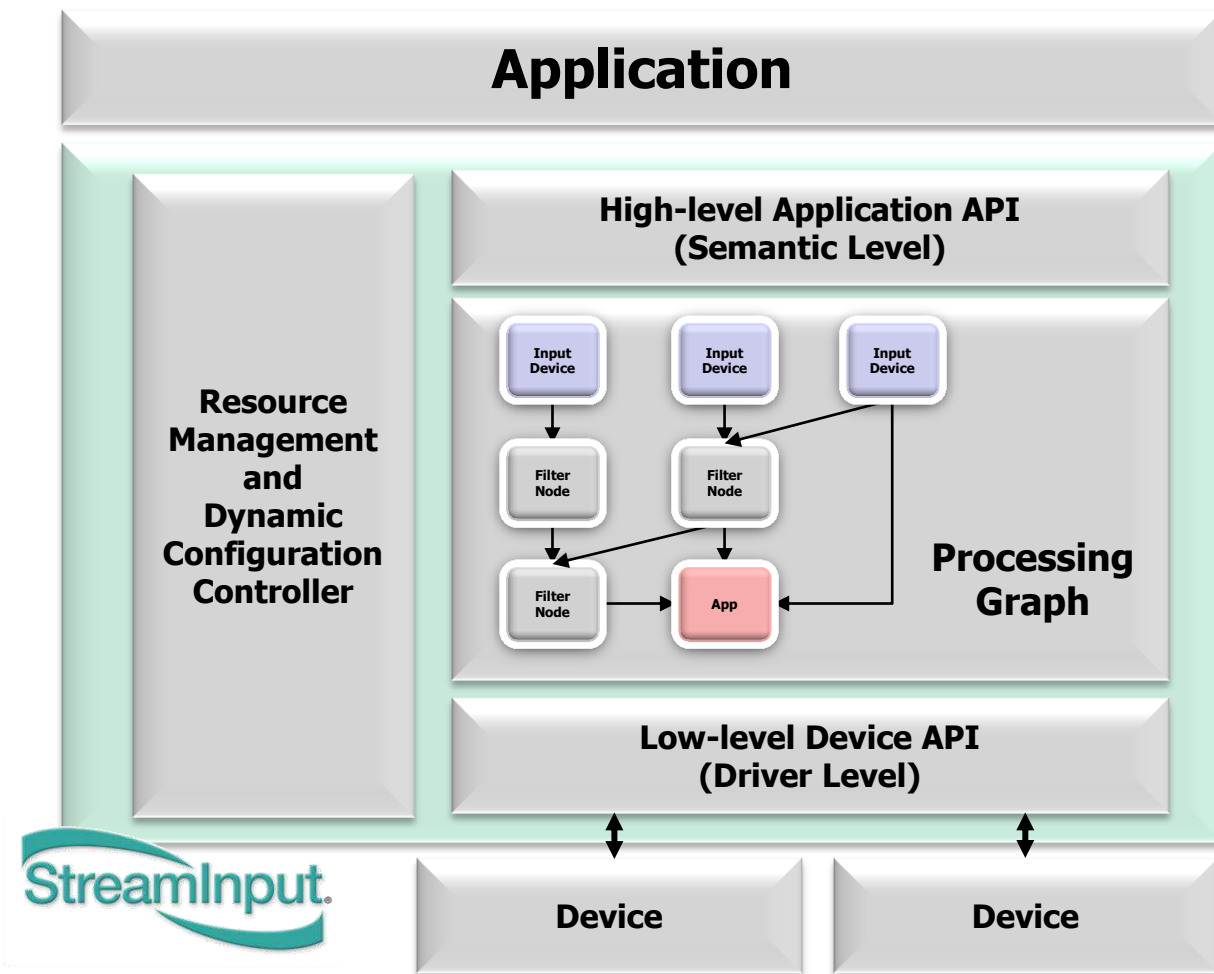 Application
High-level Application API
(Semantic Level)
Resource
Management
and
Dynamic
Configuration
Controller
Input
Device
Input
Device
Input
Device
Filter
Node
Filter
Node
Filter
Node
App
Processing
Graph
Low-level Device API
(Driver Level)
StreamInput.
Device
Device